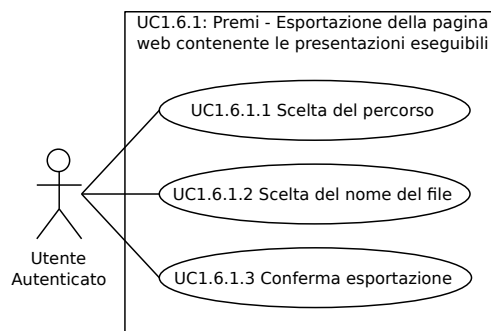 UC1.6.1: Premi - Esportazione della pagina
web contenente le presentazioni eseguibili
UC1.6.1.1 Scelta del percorso
UC1.6.1.2 Scelta del nome del file
Utente
Autenticato
UC1.6.1.3 Conferma esportazione